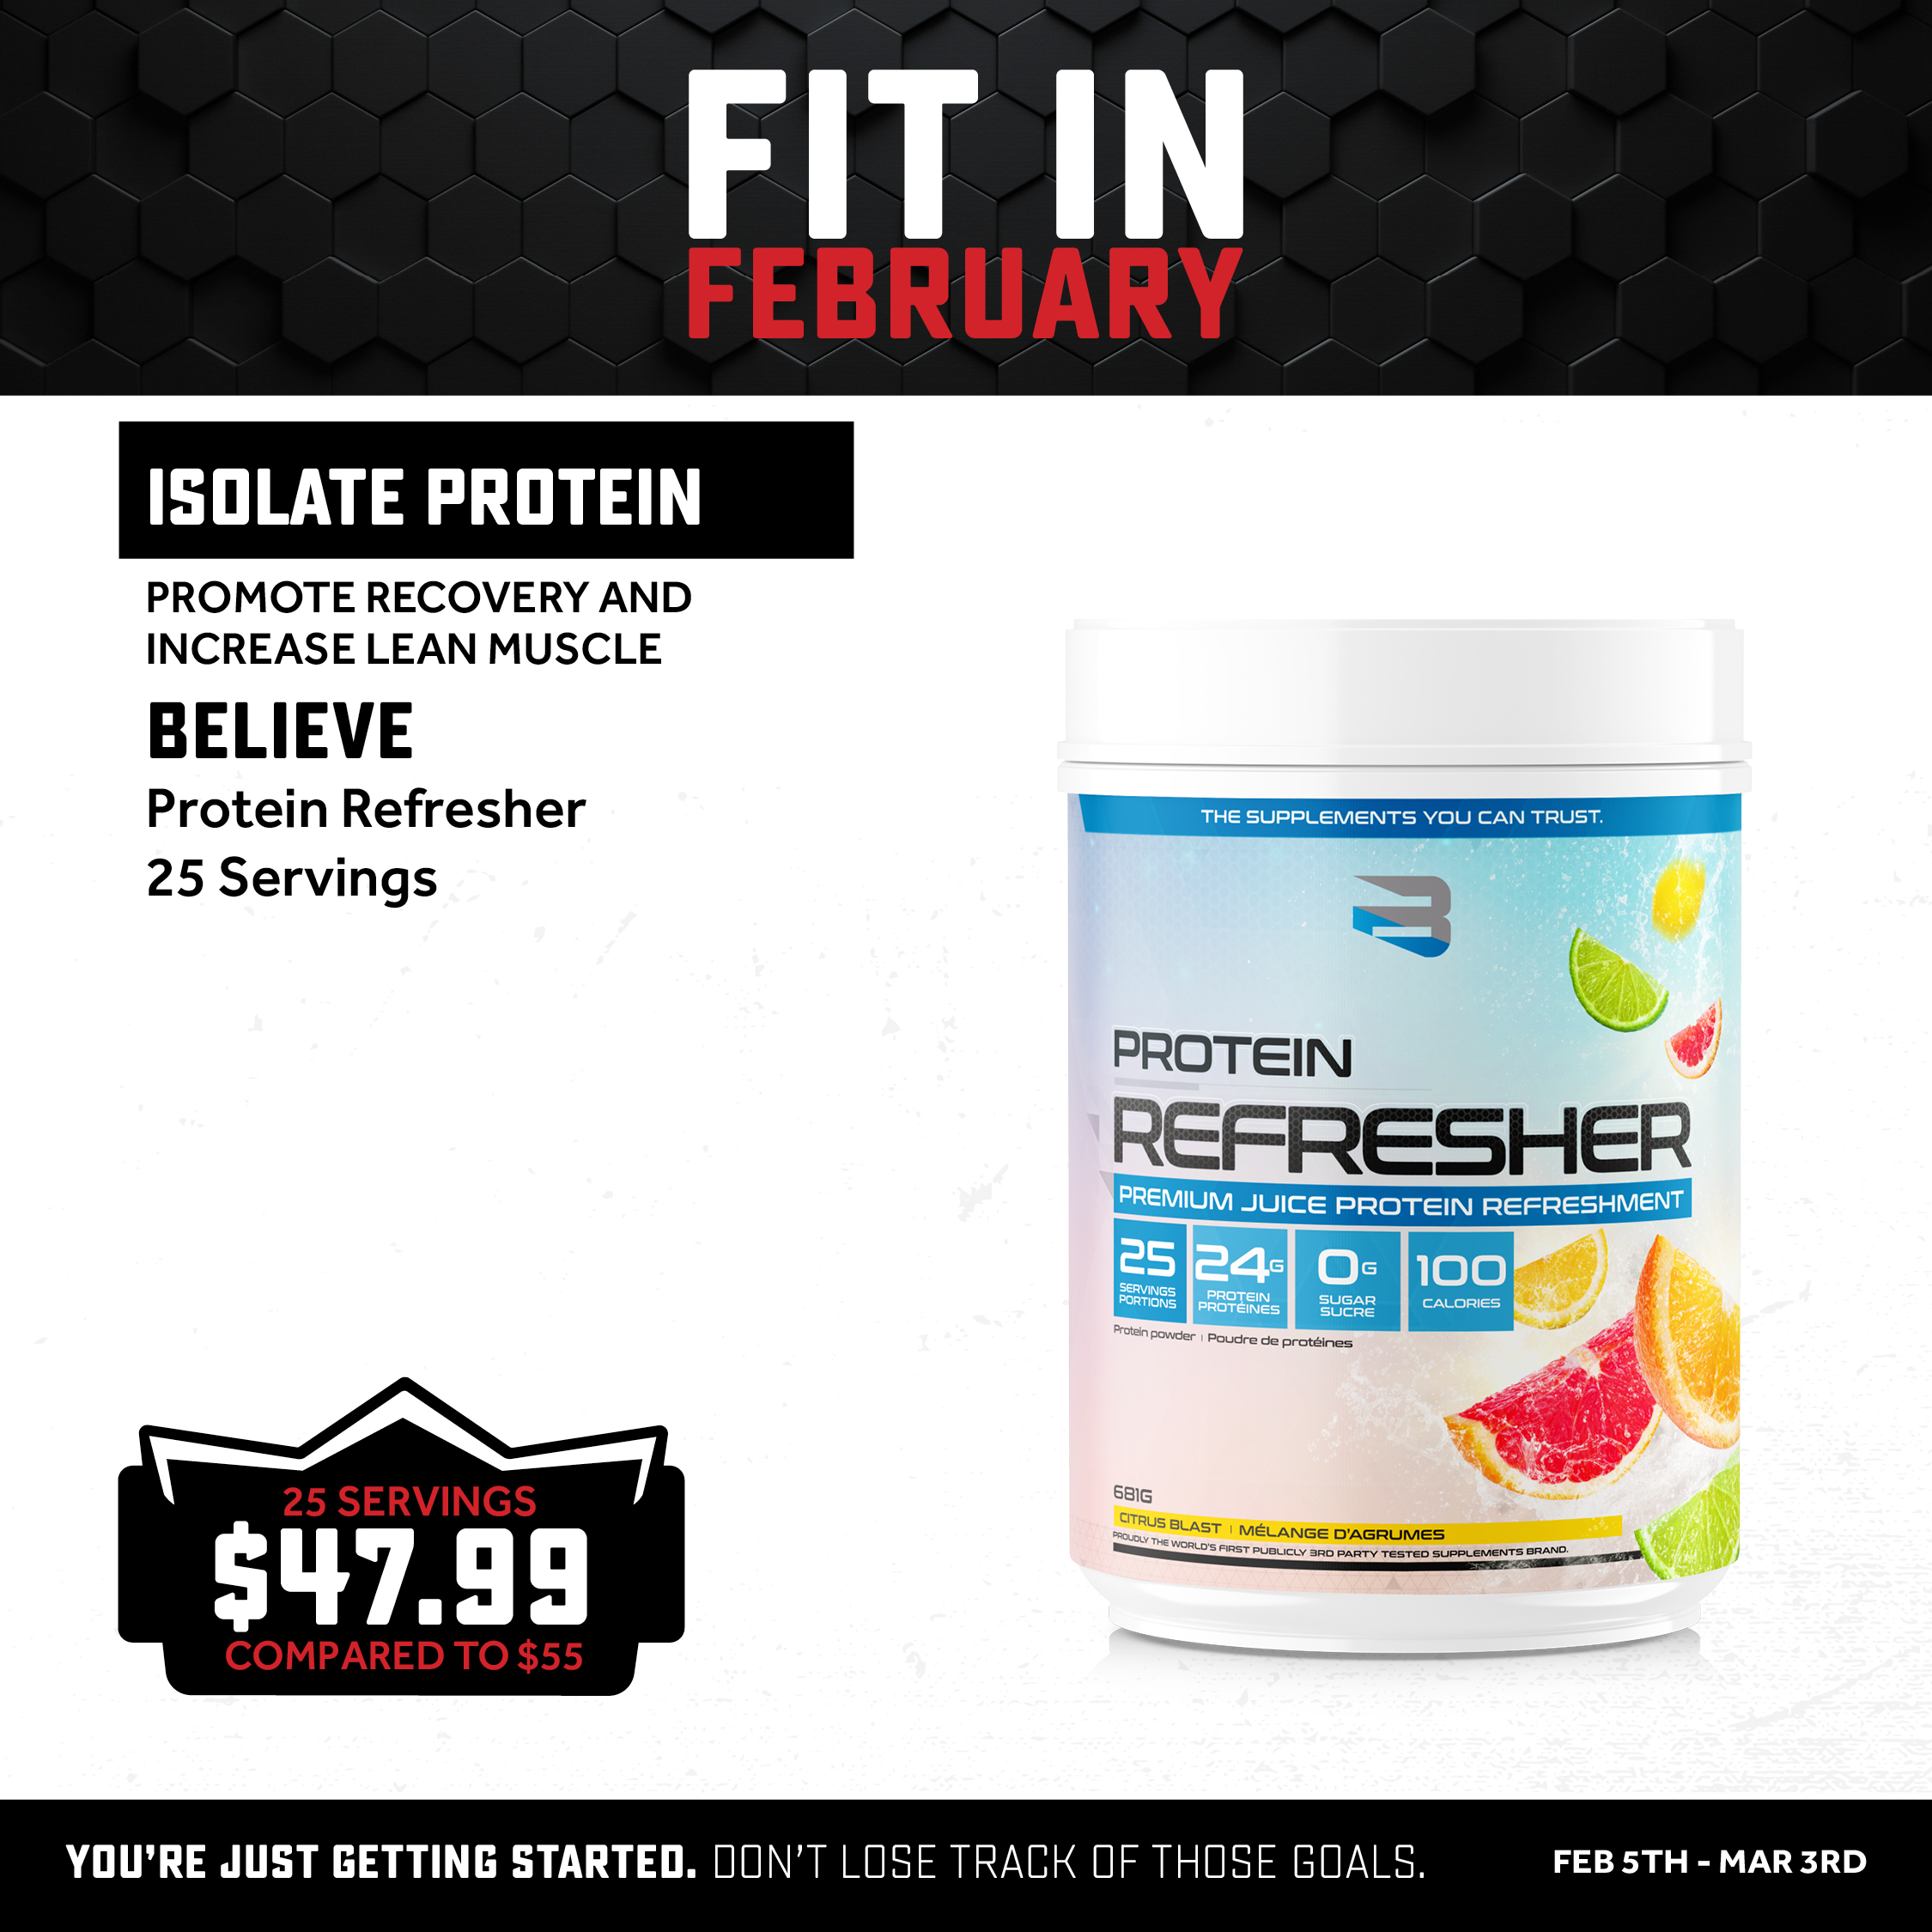 FIT IN
FEBRUARY
ISOLATE PROTEIN
PROMOTE RECOVERY AND
INCREASE LEAN MUSCLE
BELIEVE
Protein Refresher
25 Servings
THE SUPPLEMENTS YOU CAN TRUST.
B
PROTEIN
REFRESHER
PREMIUM JUICE PROTEIN REFRESHMENT
25 SERVINGS PORTIONS
24G PROTEIN PROTÉINES
0G SUGAR SUCRE
100 CALORIES
Protein powder | Poudre de protéines
681G
CITRUS BLAST | MÉLANGE D'AGRUMES
PROUDLY THE WORLD'S FIRST PUBLICLY 3RD PARTY TESTED SUPPLEMENTS BRAND.
25 SERVINGS
$47.99
COMPARED TO $55
YOU'RE JUST GETTING STARTED. DON'T LOSE TRACK OF THOSE GOALS.
FEB 5TH - MAR 3RD